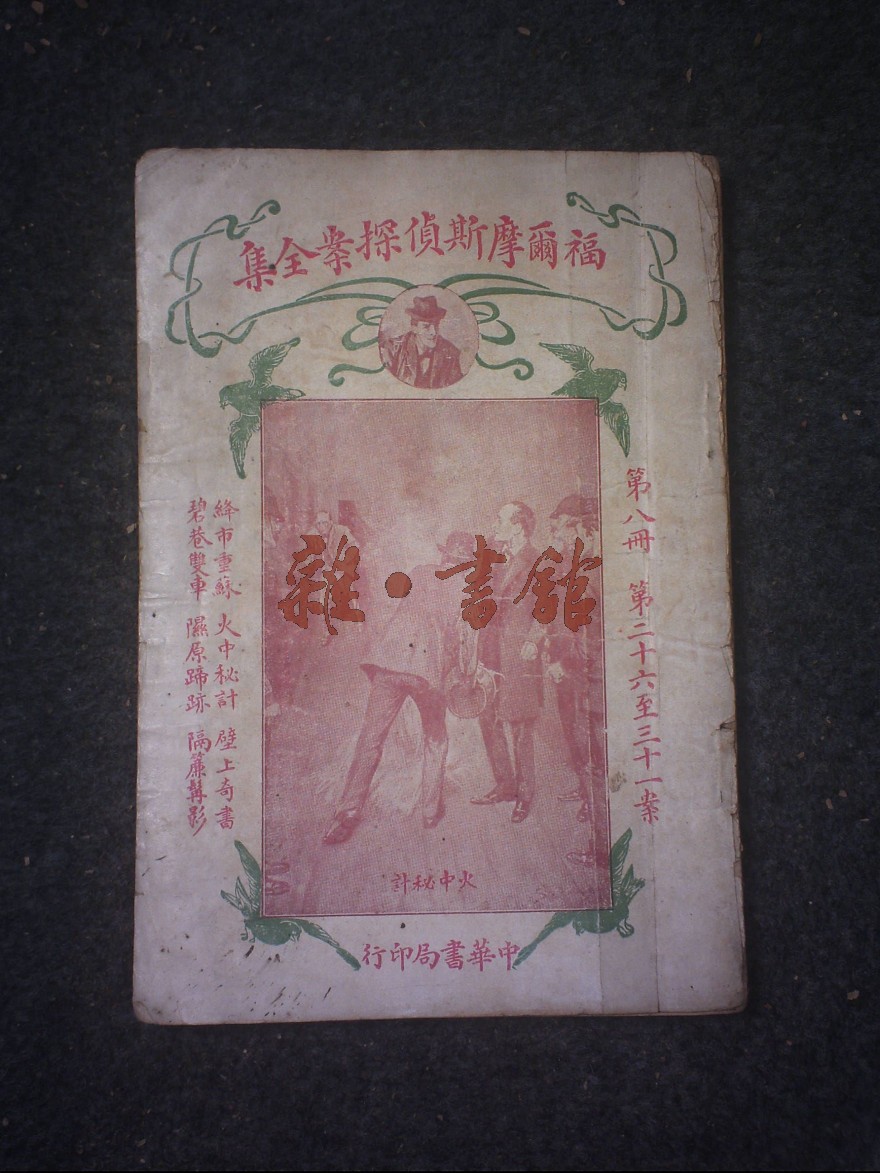 福爾摩斯偵探案全集
第八冊 第二十六至三十一案
絳市重蘇 火中秘計 壁上奇書
碧巷雙車 隰原蹄跡 隔簾髯影
雜·書館
火中秘計
中華書局印行